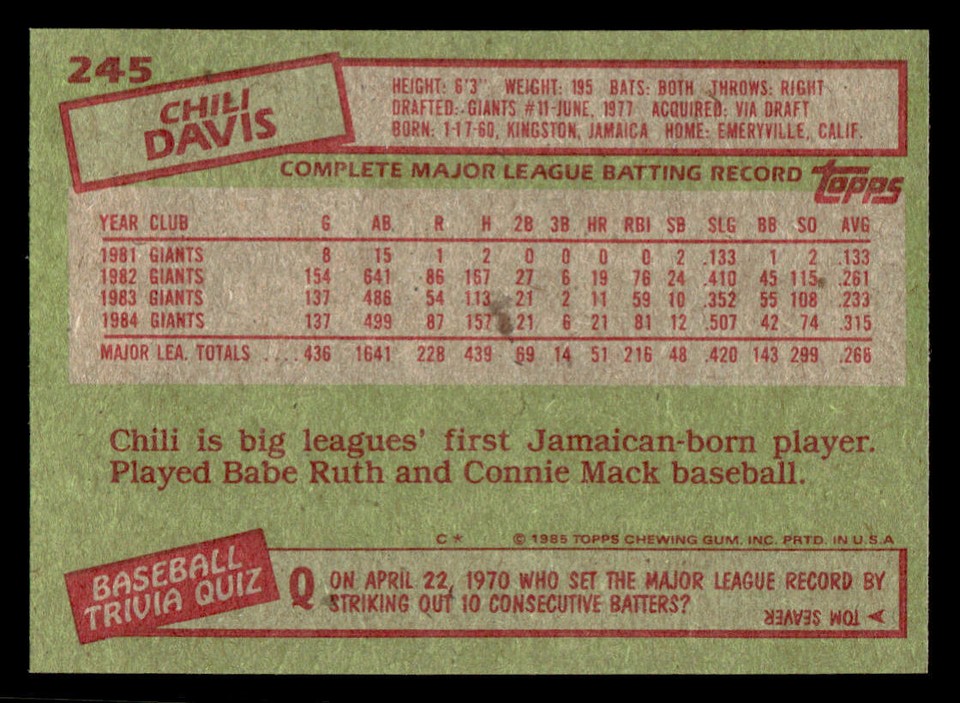 245
CHILI
DAVIS
HEIGHT: 6'3" WEIGHT: 195 BATS: BOTH THROWS: RIGHT
DRAFTED: GIANTS #11-JUNE, 1977 ACQUIRED: VIA DRAFT
BORN: 1-17-60, KINGSTON, JAMAICA HOME: EMERYVILLE, CALIF.
COMPLETE MAJOR LEAGUE BATTING RECORD
TOPPS
YEAR CLUB G AB R H 2B 3B HR RBI SB SLG BB SO AVG
1981 GIANTS 8 15 1 2 0 0 0 0 2 .133 1 2 .133
1982 GIANTS 154 641 86 167 27 6 19 76 24 .410 45 115 .261
1983 GIANTS 137 486 54 113 21 2 11 59 10 .352 55 108 .233
1984 GIANTS 137 499 87 157 21 6 21 81 12 .507 42 74 .315
MAJOR LEA. TOTALS .... 436 1641 228 439 69 14 51 216 48 .420 143 299 .268
Chili is big leagues' first Jamaican-born player.
Played Babe Ruth and Connie Mack baseball.
C* © 1985 TOPPS CHEWING GUM, INC. PRTD. IN U.S.A
BASEBALL
TRIVIA QUIZ
Q ON APRIL 22, 1970 WHO SET THE MAJOR LEAGUE RECORD BY
STRIKING OUT 10 CONSECUTIVE BATTERS?
A TOM SEAVER